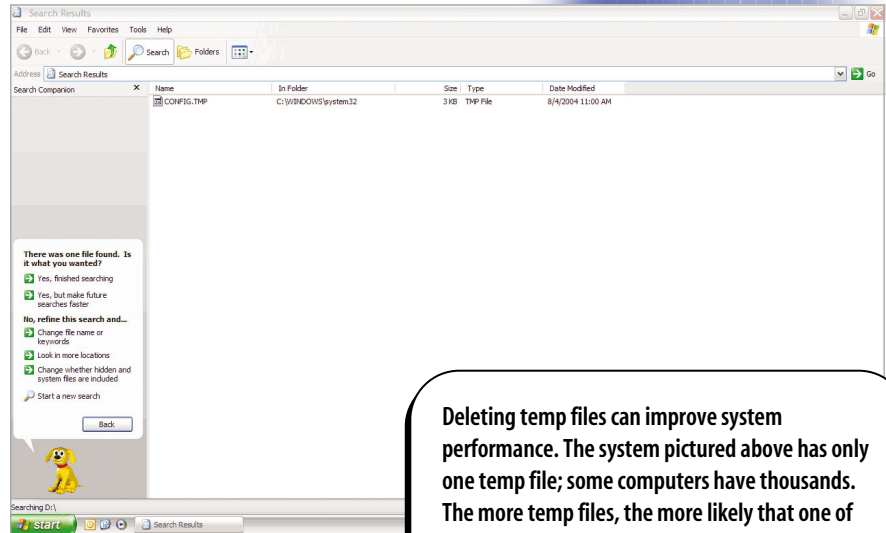 Search Results
File Edit View Favorites Tools Help
Back Search Folders
Address Search Results Go
Search Companion Name In Folder Size Type Date Modified
CONFIG.TMP C:\WINDOWS\system32 3 KB TMP File 8/4/2004 11:00 AM
There was one file found. Is
it what you wanted?
Yes, finished searching
Yes, but make future
searches faster
No, refine this search and...
Change file name or
keywords
Look in more locations
Change whether hidden and
system files are included
Start a new search
Back
Searching D:\
start Search Results
Deleting temp files can improve system
performance. The system pictured above has only
one temp file; some computers have thousands.
The more temp files, the more likely that one of